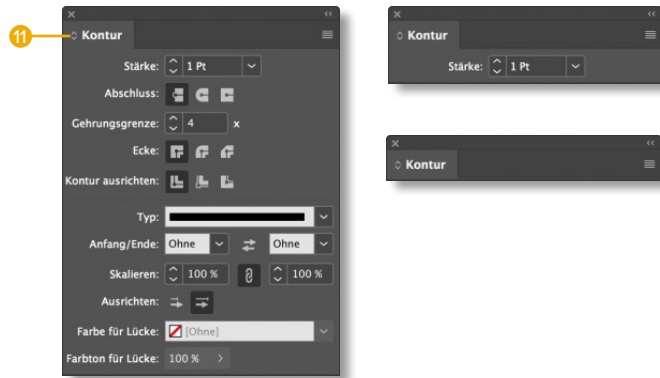 11
Kontur
Stärke: 1 Pt
Abschluss:
Gehrungsgrenze: 4 x
Ecke:
Kontur ausrichten:
Typ:
Anfang/Ende: Ohne Ohne
Skalieren: 100 % 100 %
Ausrichten:
Farbe für Lücke: [Ohne]
Farbton für Lücke: 100 %
Kontur
Stärke: 1 Pt
Kontur